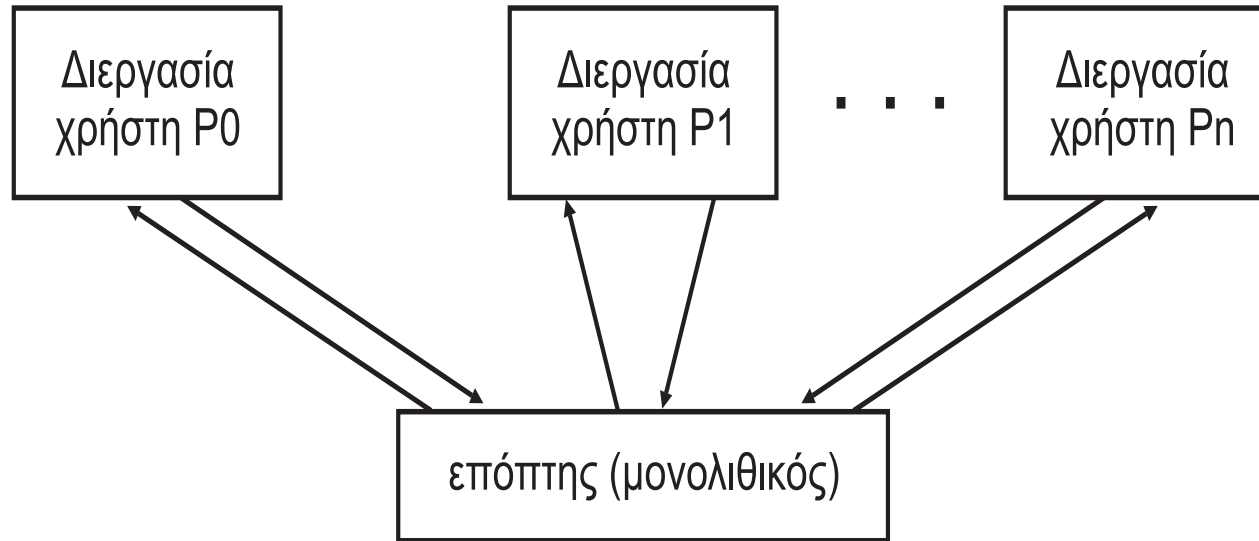 Διεργασία
χρήστη P0
Διεργασία
χρήστη P1
. . .
Διεργασία
χρήστη Pn
επόπτης (μονολιθικός)